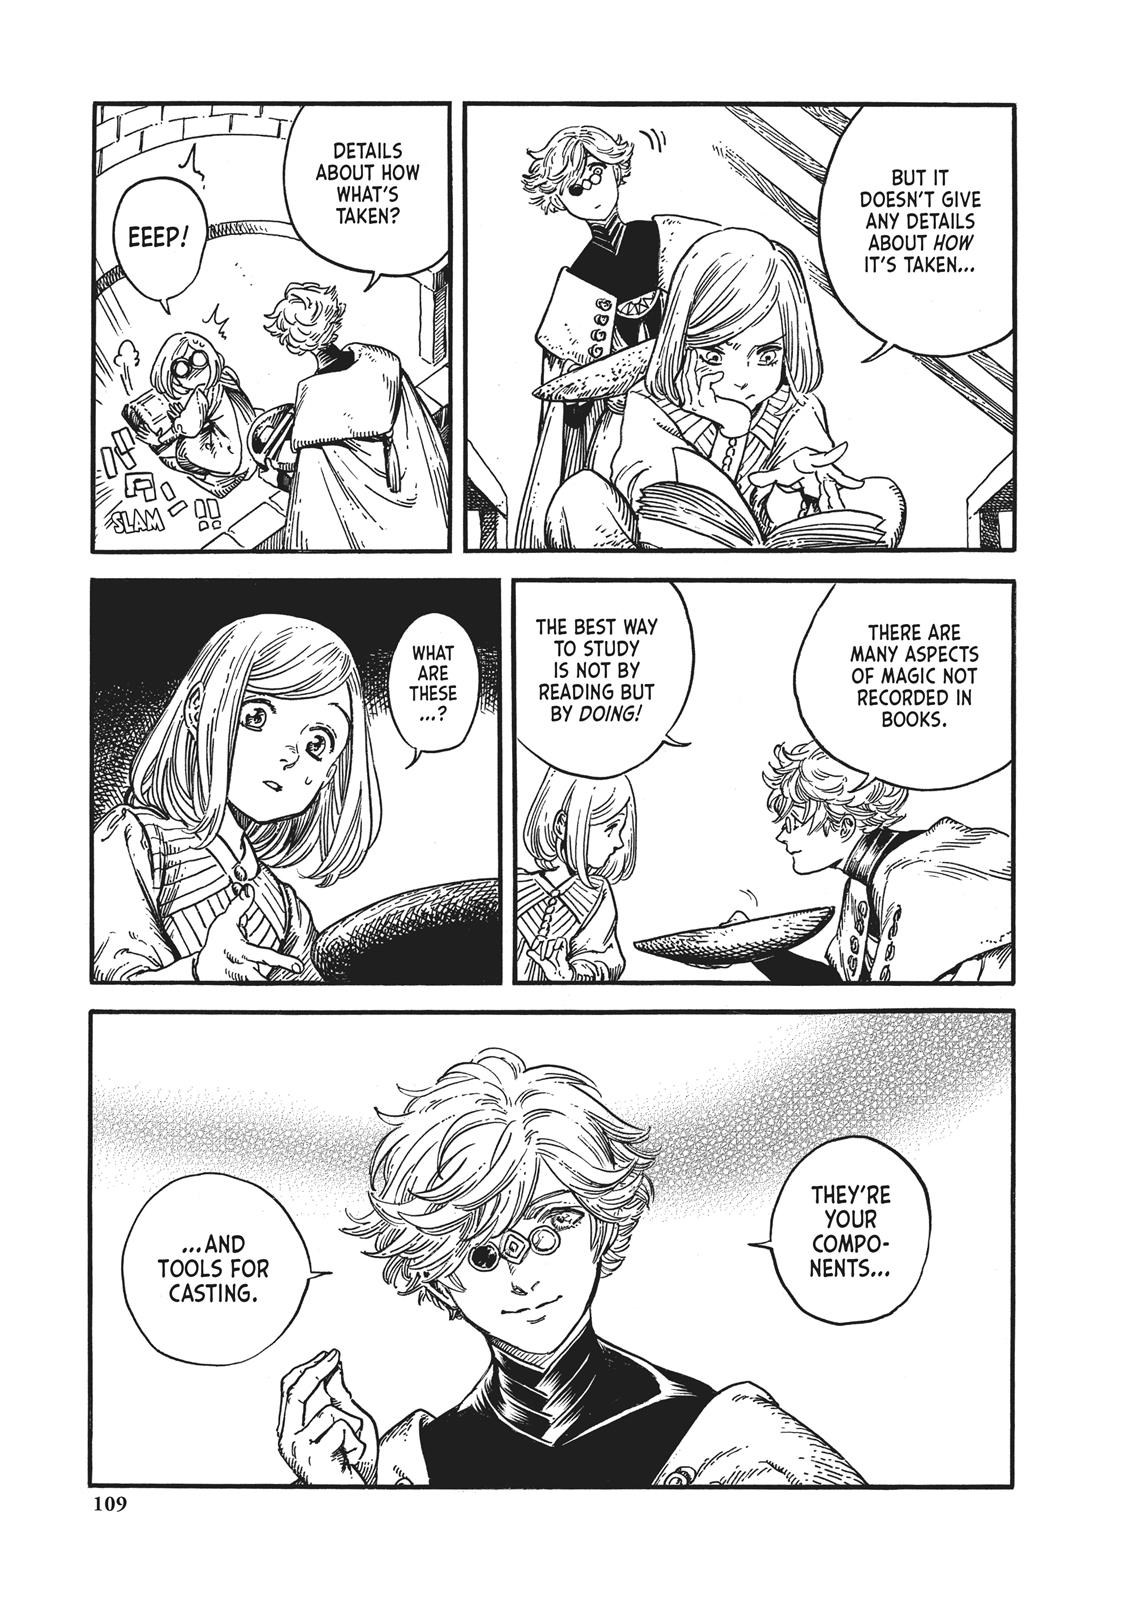 BUT IT
DOESN'T GIVE
ANY DETAILS
ABOUT HOW
IT'S TAKEN...
DETAILS
ABOUT HOW
WHAT'S
TAKEN?
EEEP!
SLAM
THERE ARE
MANY ASPECTS
OF MAGIC NOT
RECORDED IN
BOOKS.
THE BEST WAY
TO STUDY
IS NOT BY
READING BUT
BY DOING!
WHAT
ARE
THESE
...?
THEY'RE
YOUR
COMPO-
NENTS...
...AND
TOOLS FOR
CASTING.
109